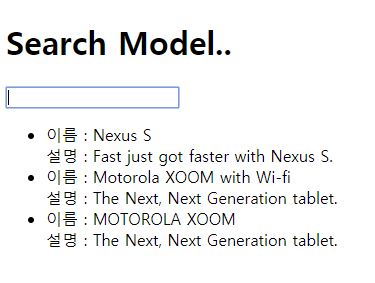 Search Model..
이름 : Nexus S
설명 : Fast just got faster with Nexus S.
이름 : Motorola XOOM with Wi-fi
설명 : The Next, Next Generation tablet.
이름 : MOTOROLA XOOM
설명 : The Next, Next Generation tablet.